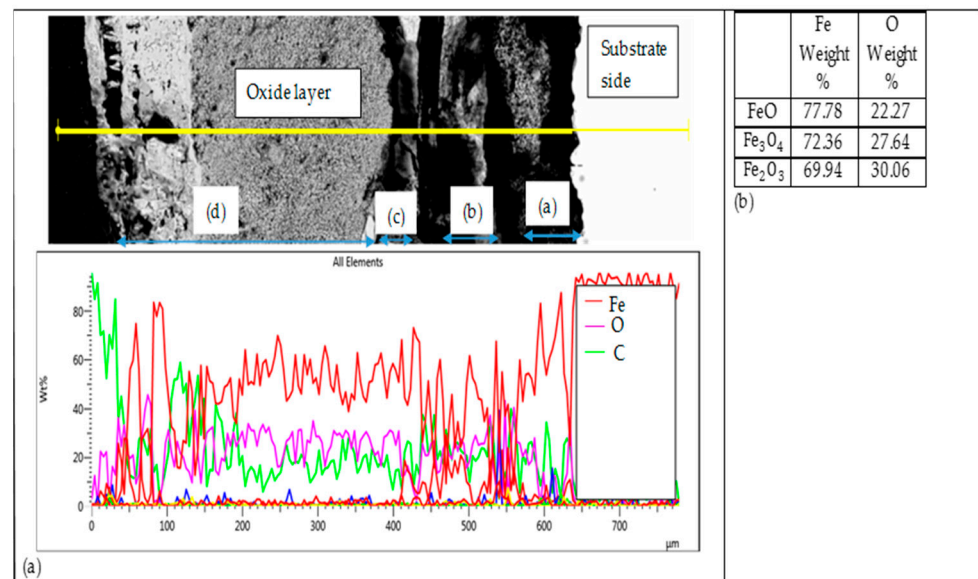 Oxide layer
Substrate
side
(d)
(c)
(b)
(a)
All Elements
Wt%
80
60
40
20
0
Fe
O
C
0
100
200
300
400
500
600
700
µm
(a)
Fe
Weight
%
O
Weight
%
FeO 77.78 22.27
Fe₃O₄ 72.36 27.64
Fe₂O₃ 69.94 30.06
(b)